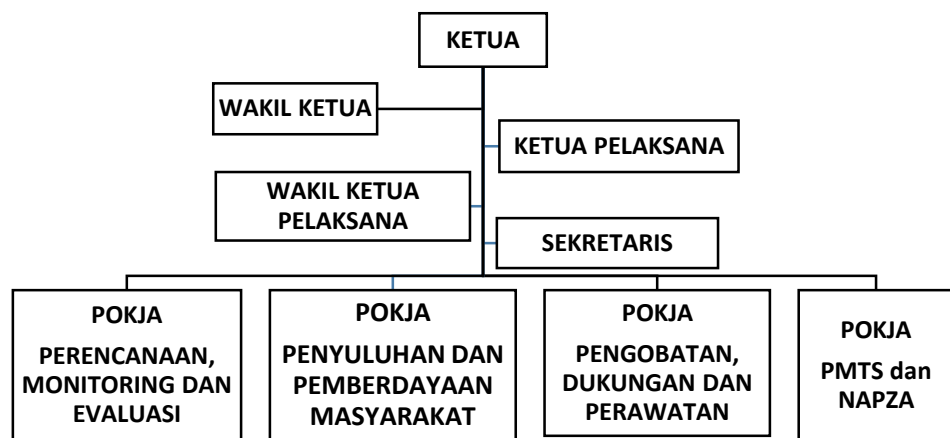 KETUA
WAKIL KETUA
KETUA PELAKSANA
WAKIL KETUA
PELAKSANA
SEKRETARIS
POKJA
PERENCANAAN,
MONITORING DAN
EVALUASI
POKJA
PENYULUHAN DAN
PEMBERDAYAAN
MASYARAKAT
POKJA
PENGOBATAN,
DUKUNGAN DAN
PERAWATAN
POKJA
PMTS dan
NAPZA